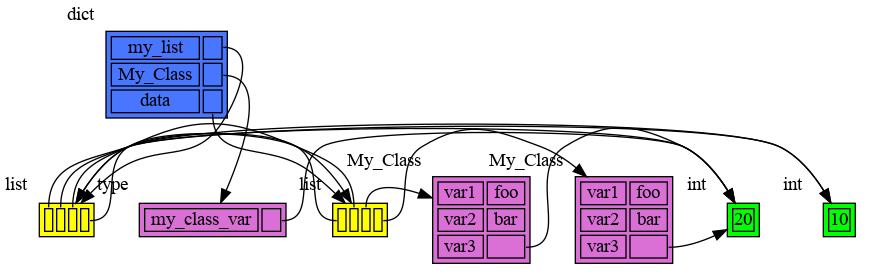 dict
my_list
My_Class
data
list
type
list
My_Class
My_Class
int
int
my_class_var
var1 foo
var2 bar
var3
var1 foo
var2 bar
var3
20
10